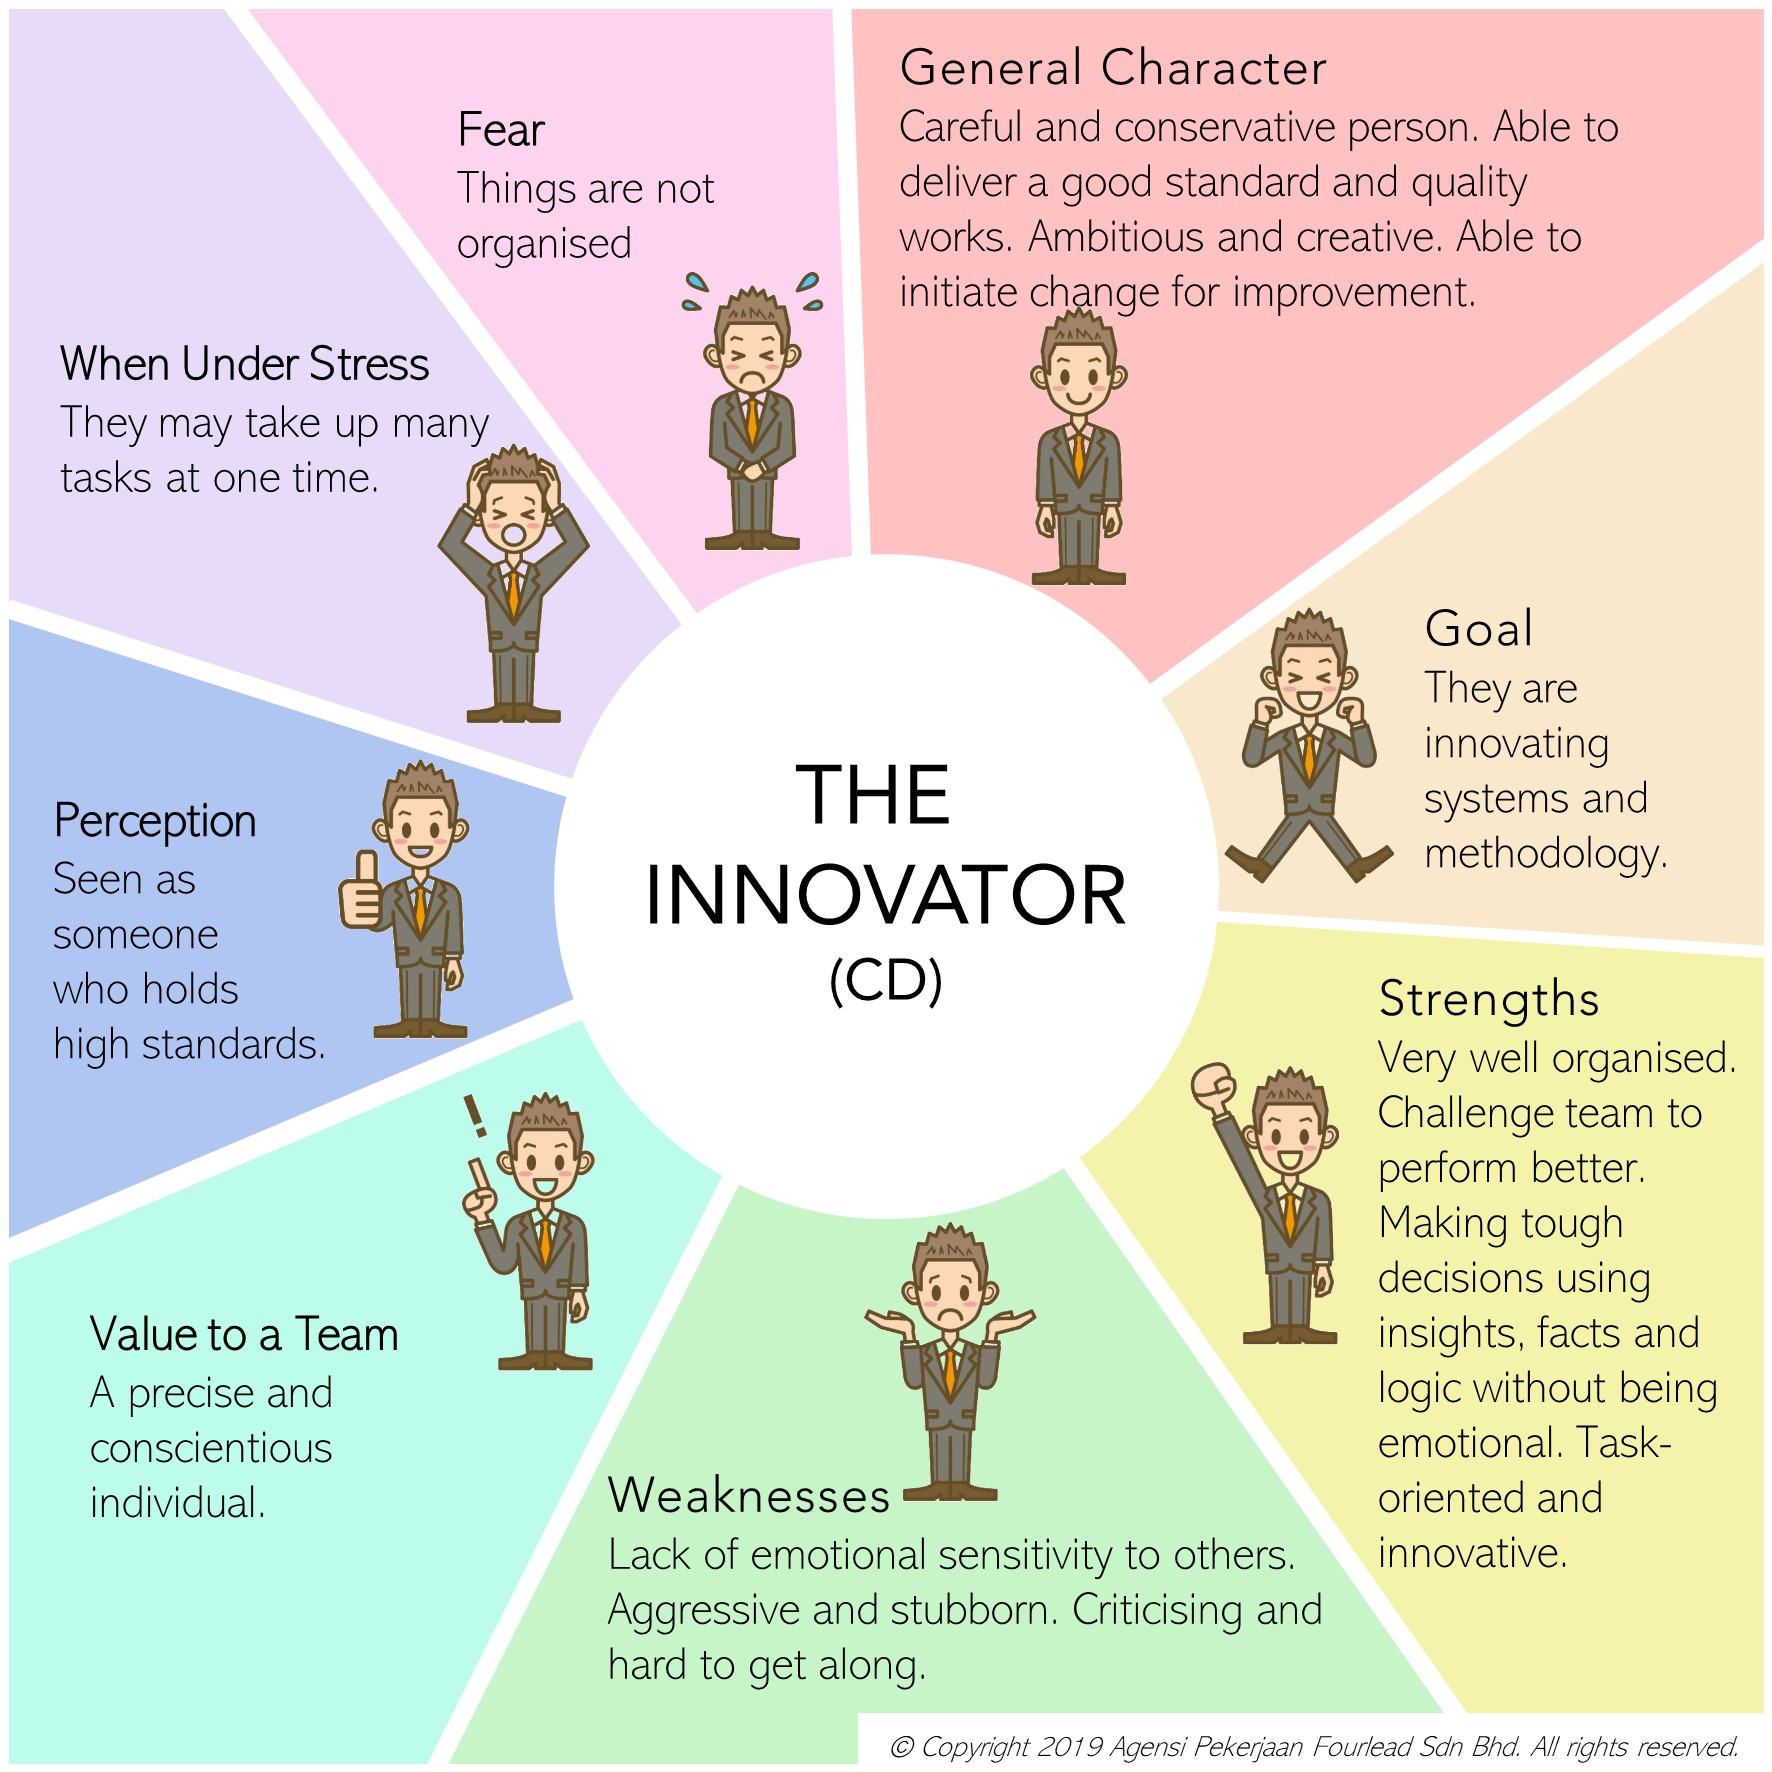 General Character
Careful and conservative person. Able to
deliver a good standard and quality
works. Ambitious and creative. Able to
initiate change for improvement.
Goal
They are
innovating
systems and
methodology.
Strengths
Very well organised.
Challenge team to
perform better.
Making tough
decisions using
insights, facts and
logic without being
emotional. Task-
oriented and
innovative.
Weaknesses
Lack of emotional sensitivity to others.
Aggressive and stubborn. Criticising and
hard to get along.
Value to a Team
A precise and
conscientious
individual.
Perception
Seen as
someone
who holds
high standards.
When Under Stress
They may take up many
tasks at one time.
Fear
Things are not
organised
THE
INNOVATOR
(CD)
!
© Copyright 2019 Agensi Pekerjaan Fourlead Sdn Bhd. All rights reserved.